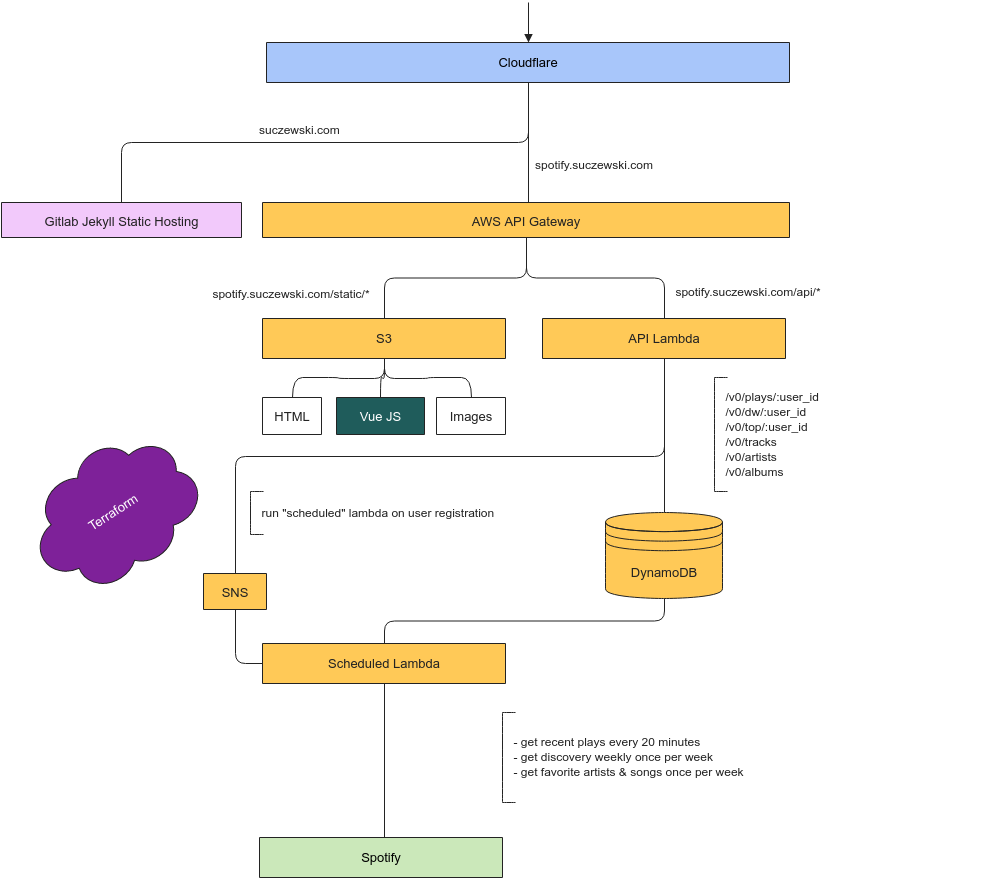 Cloudflare
suczewski.com
spotify.suczewski.com
Gitlab Jekyll Static Hosting
AWS API Gateway
spotify.suczewski.com/static/*
spotify.suczewski.com/api/*
S3
API Lambda
HTML
Vue JS
Images
/v0/plays/:user_id
/v0/dw/:user_id
/v0/top/:user_id
/v0/tracks
/v0/artists
/v0/albums
Terraform
run "scheduled" lambda on user registration
DynamoDB
SNS
Scheduled Lambda
- get recent plays every 20 minutes
- get discovery weekly once per week
- get favorite artists & songs once per week
Spotify